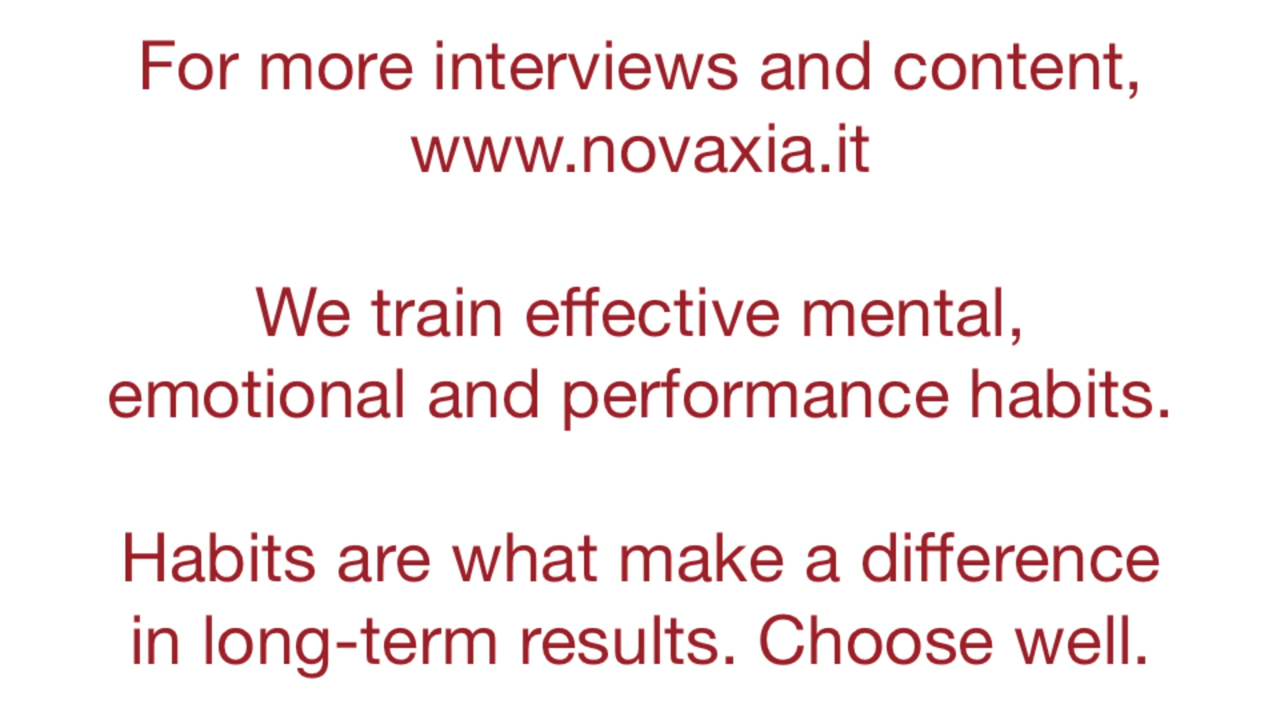 For more interviews and content,
www.novaxia.it
We train effective mental,
emotional and performance habits.
Habits are what make a difference
in long-term results. Choose well.